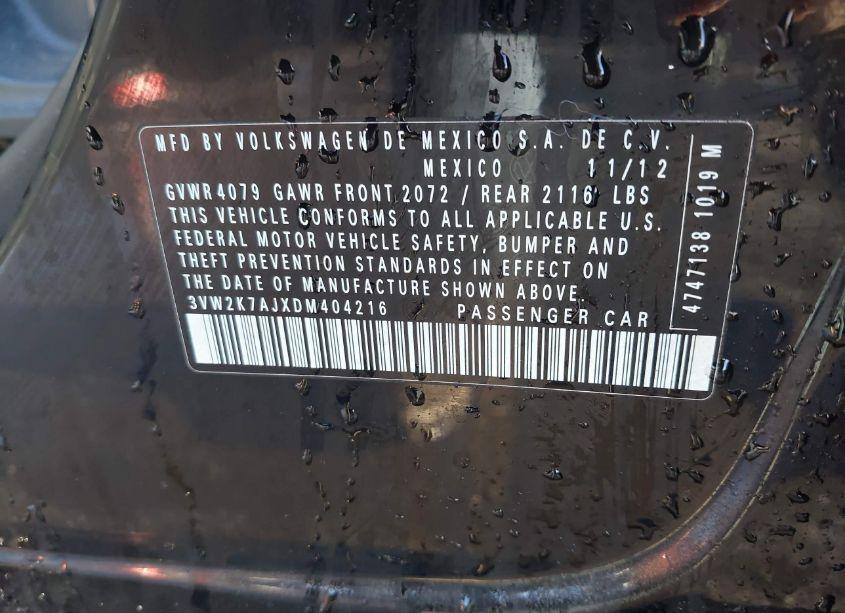 MFD BY VOLKSWAGEN DE MEXICO S.A. DE C.V.
MEXICO 11/12
GVWR 4079 GAWR FRONT 2072 / REAR 2116 LBS
THIS VEHICLE CONFORMS TO ALL APPLICABLE U.S.
FEDERAL MOTOR VEHICLE SAFETY, BUMPER AND
THEFT PREVENTION STANDARDS IN EFFECT ON
THE DATE OF MANUFACTURE SHOWN ABOVE.
3VW2K7AJXDM404216 PASSENGER CAR
4747138 1019 M